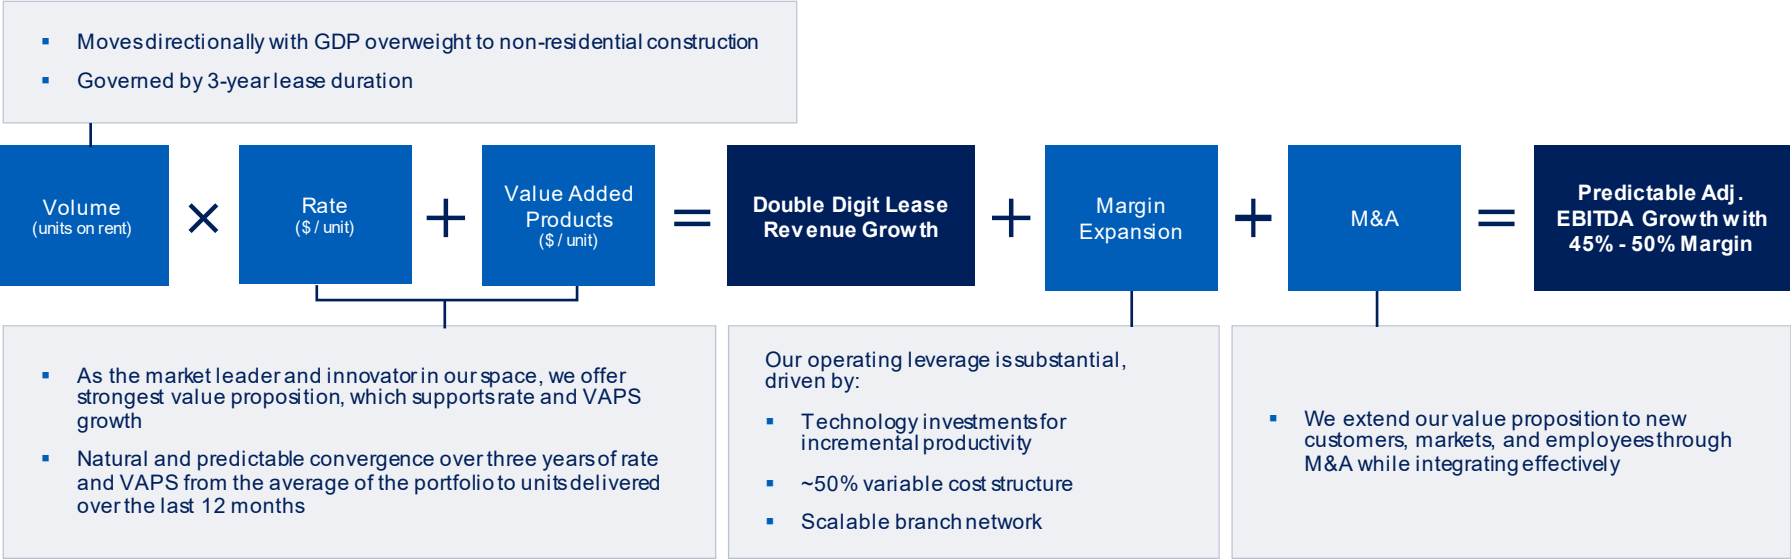 ▪ Moves directionally with GDP overweight to non-residential construction
▪ Governed by 3-year lease duration
Volume
(units on rent)
×
Rate
($ / unit)
+
Value Added
Products
($ / unit)
=
Double Digit Lease
Revenue Growth
+
Margin
Expansion
+
M&A
=
Predictable Adj.
EBITDA Growth with
45% - 50% Margin
▪ As the market leader and innovator in our space, we offer
strongest value proposition, which supports rate and VAPS
growth
▪ Natural and predictable convergence over three years of rate
and VAPS from the average of the portfolio to units delivered
over the last 12 months
Our operating leverage is substantial,
driven by:
▪ Technology investments for
incremental productivity
▪ ~50% variable cost structure
▪ Scalable branch network
▪ We extend our value proposition to new
customers, markets, and employees through
M&A while integrating effectively